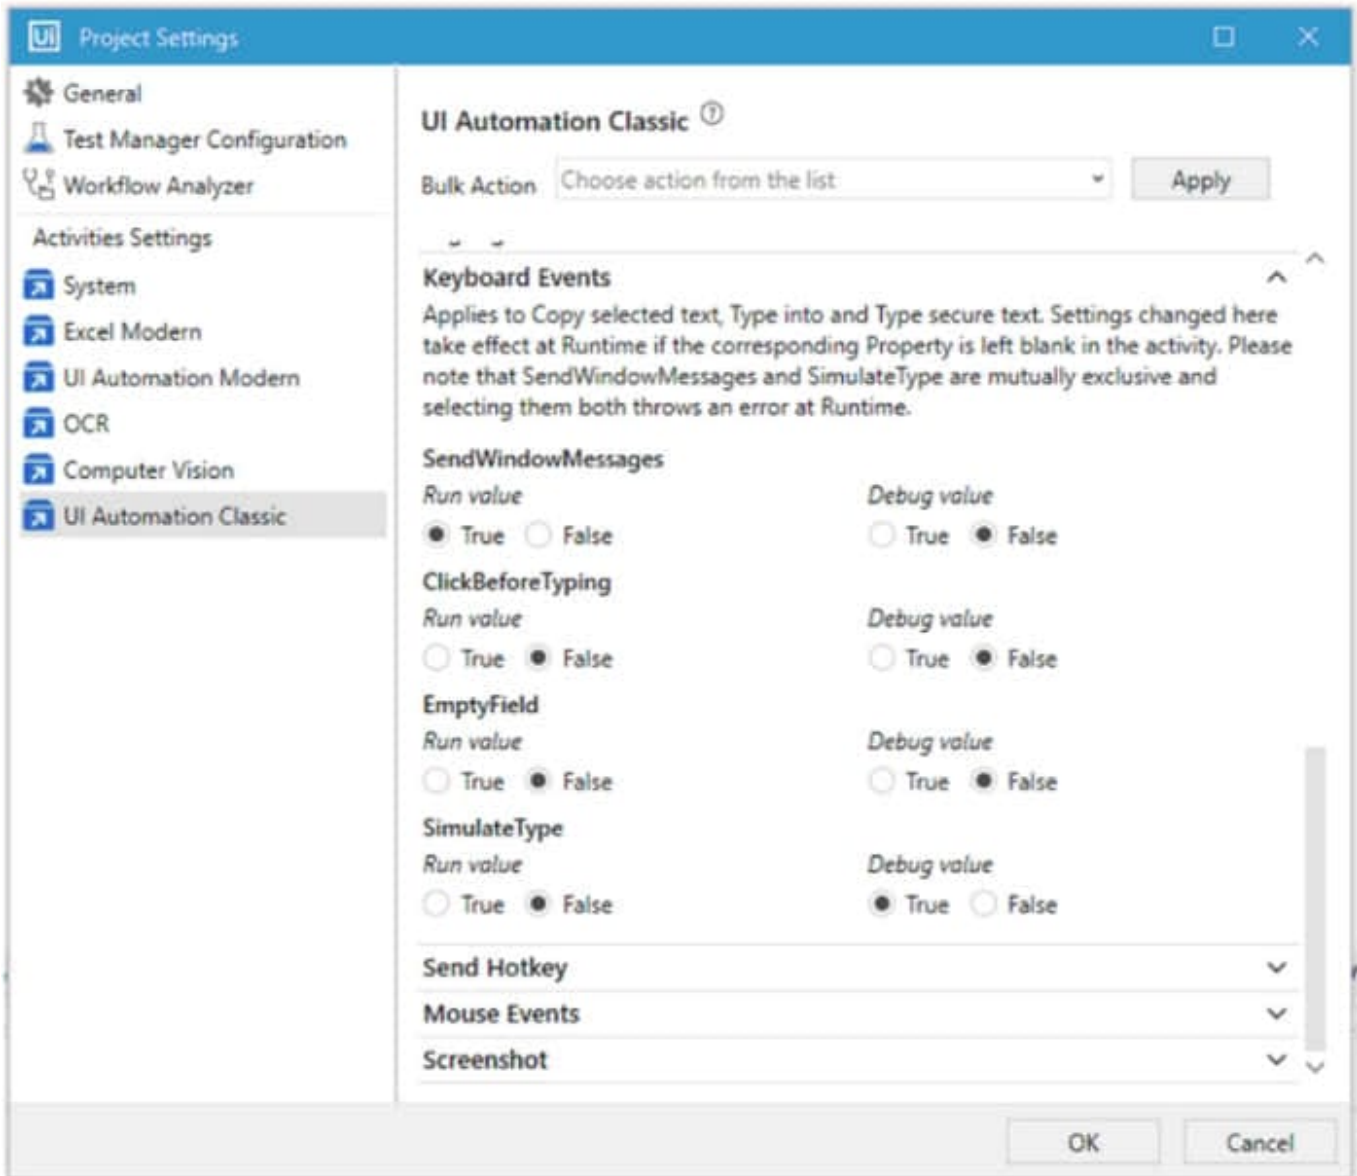 Ui Project Settings
General
Test Manager Configuration
Workflow Analyzer
Activities Settings
System
Excel Modern
UI Automation Modern
OCR
Computer Vision
UI Automation Classic
UI Automation Classic ?
Bulk Action Choose action from the list Apply
Keyboard Events
Applies to Copy selected text, Type into and Type secure text. Settings changed here
take effect at Runtime if the corresponding Property is left blank in the activity. Please
note that SendWindowMessages and SimulateType are mutually exclusive and
selecting them both throws an error at Runtime.
SendWindowMessages
Run value Debug value
True False True False
ClickBeforeTyping
Run value Debug value
True False True False
EmptyField
Run value Debug value
True False True False
SimulateType
Run value Debug value
True False True False
Send Hotkey
Mouse Events
Screenshot
OK Cancel